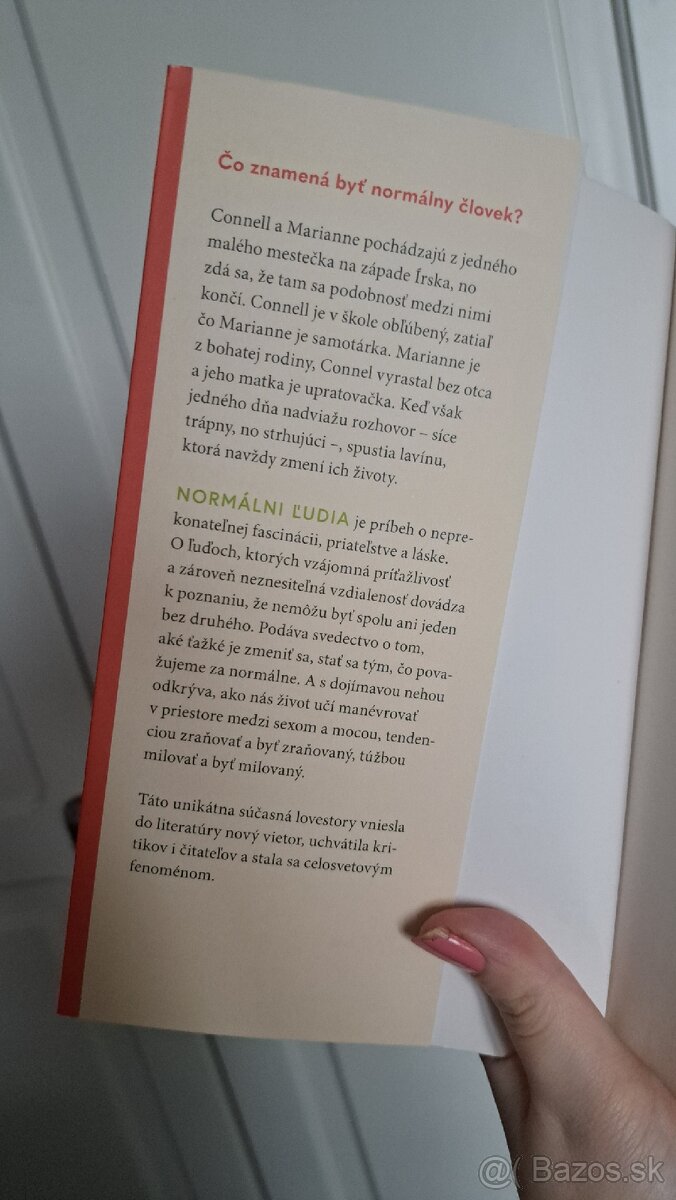 Čo znamená byť normálny človek?
Connell a Marianne pochádzajú z jedného
malého mestečka na západe Írska, no
zdá sa, že tam sa podobnosť medzi nimi
končí. Connell je v škole obľúbený, zatiaľ
čo Marianne je samotárka. Marianne je
z bohatej rodiny, Connel vyrastal bez otca
a jeho matka je upratovačka. Keď však
jedného dňa nadviažu rozhovor – síce
trápny, no strhujúci –, spustia lavínu,
ktorá navždy zmení ich životy.
NORMÁLNI ĽUDIA je príbeh o nepre-
konateľnej fascinácii, priateľstve a láske.
O ľuďoch, ktorých vzájomná príťažlivosť
a zároveň neznesiteľná vzdialenosť dovádza
k poznaniu, že nemôžu byť spolu ani jeden
bez druhého. Podáva svedectvo o tom,
aké ťažké je zmeniť sa, stať sa tým, čo pova-
žujeme za normálne. A s dojímavou nehou
odkrýva, ako nás život učí manévrovať
v priestore medzi sexom a mocou, tenden-
ciou zraňovať a byť zraňovaný, túžbou
milovať a byť milovaný.
Táto unikátna súčasná lovestory vniesla
do literatúry nový vietor, uchvátila kri-
tikov i čitateľov a stala sa celosvetovým
fenoménom.
@( Bazos.sk